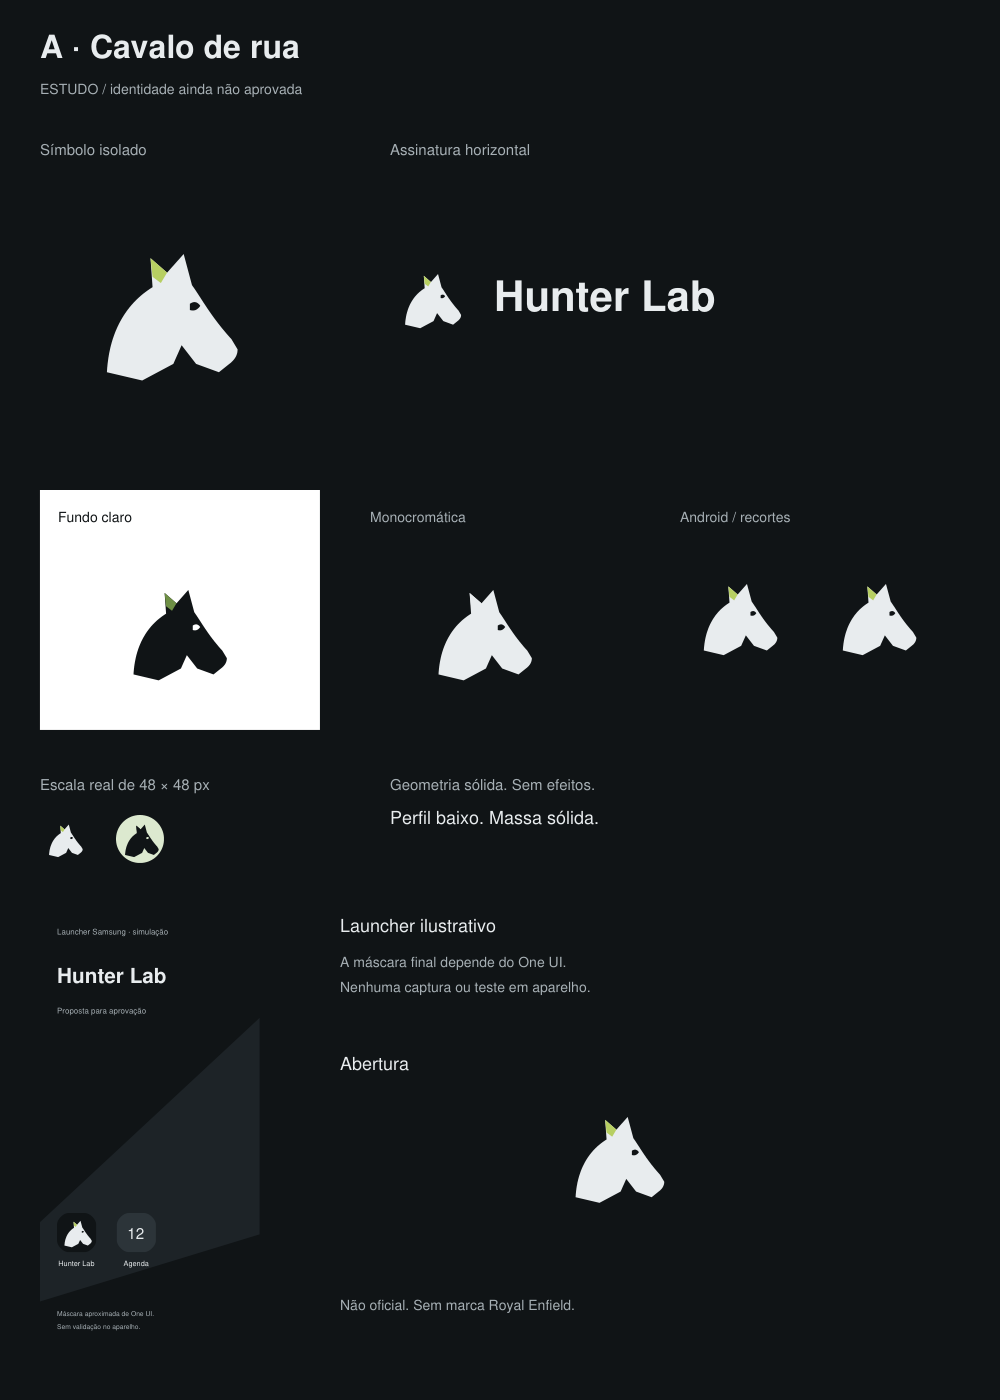 A · Cavalo de rua
ESTUDO / identidade ainda não aprovada
Símbolo isolado
Assinatura horizontal
Hunter Lab
Fundo claro
Monocromática
Android / recortes
Escala real de 48 × 48 px
Geometria sólida. Sem efeitos.
Perfil baixo. Massa sólida.
Launcher Samsung · simulação
Hunter Lab
Proposta para aprovação
12
Hunter Lab
Agenda
Máscara aproximada de One UI.
Sem validação no aparelho.
Launcher ilustrativo
A máscara final depende do One UI.
Nenhuma captura ou teste em aparelho.
Abertura
Não oficial. Sem marca Royal Enfield.